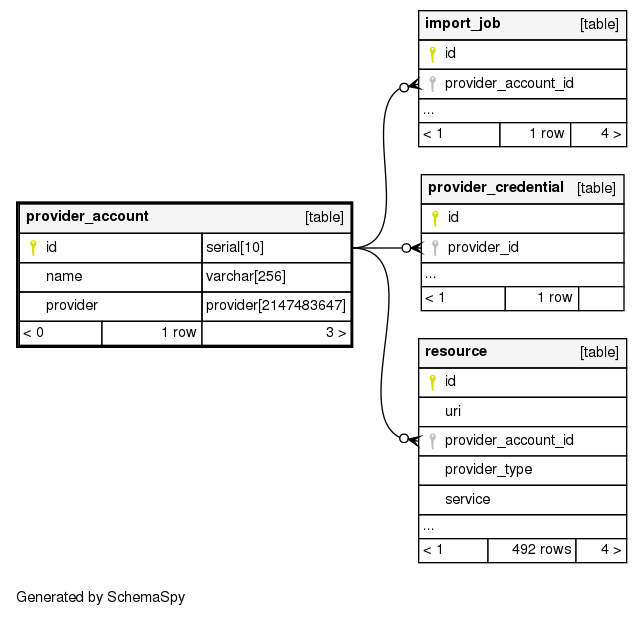 import_job [table]
id
provider_account_id
...
< 1 1 row 4 >
provider_credential [table]
id
provider_id
...
< 1 1 row
provider_account [table]
id serial[10]
name varchar[256]
provider provider[2147483647]
< 0 1 row 3 >
resource [table]
id
uri
provider_account_id
provider_type
service
...
< 1 492 rows 4 >
Generated by SchemaSpy